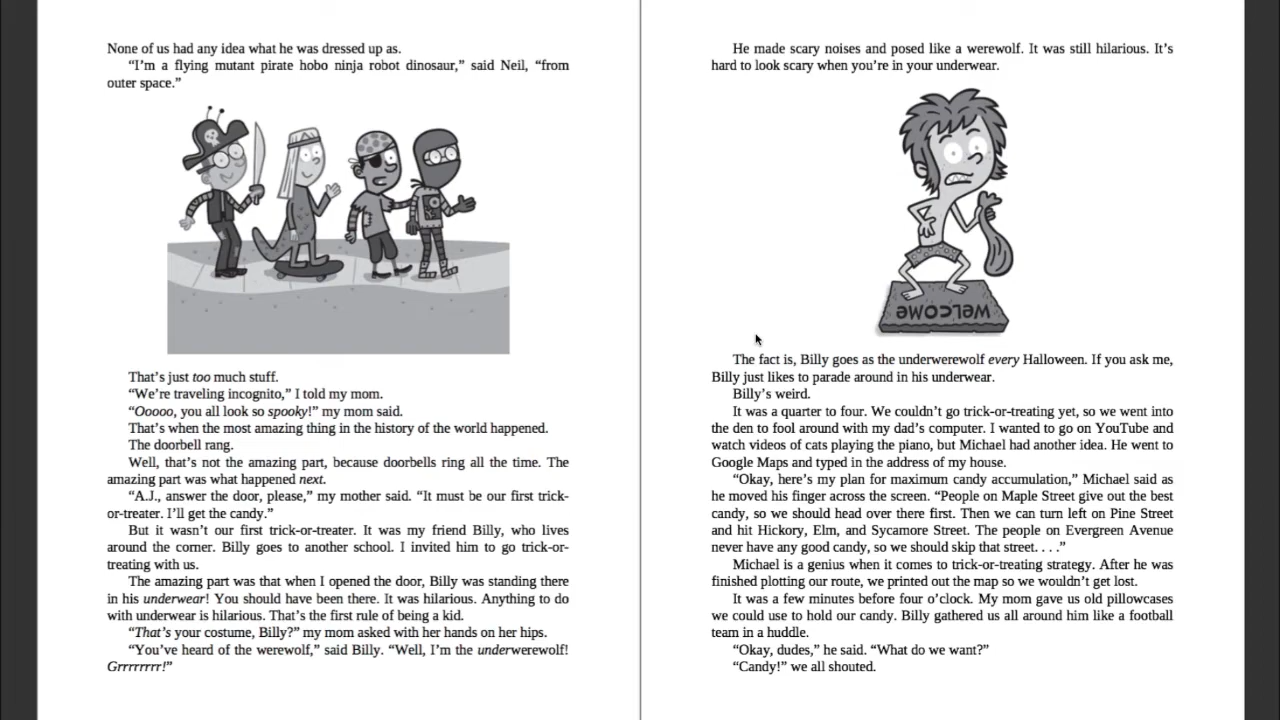 None of us had any idea what he was dressed up as.
“I’m a flying mutant pirate hobo ninja robot dinosaur,” said Neil, “from
outer space.”
That’s just too much stuff.
“We’re traveling incognito,” I told my mom.
“Ooooo, you all look so spooky!” my mom said.
That’s when the most amazing thing in the history of the world happened.
The doorbell rang.
Well, that’s not the amazing part, because doorbells ring all the time. The
amazing part was what happened next.
“A.J., answer the door, please,” my mother said. “It must be our first trick-
or-treater. I’ll get the candy.”
But it wasn’t our first trick-or-treater. It was my friend Billy, who lives
around the corner. Billy goes to another school. I invited him to go trick-or-
treating with us.
The amazing part was that when I opened the door, Billy was standing there
in his underwear! You should have been there. It was hilarious. Anything to do
with underwear is hilarious. That’s the first rule of being a kid.
“That’s your costume, Billy?” my mom asked with her hands on her hips.
“You’ve heard of the werewolf,” said Billy. “Well, I’m the underwerewolf!
Grrrrrrrr!”
He made scary noises and posed like a werewolf. It was still hilarious. It’s
hard to look scary when you’re in your underwear.
WELCOME
The fact is, Billy goes as the underwerewolf every Halloween. If you ask me,
Billy just likes to parade around in his underwear.
Billy’s weird.
It was a quarter to four. We couldn’t go trick-or-treating yet, so we went into
the den to fool around with my dad’s computer. I wanted to go on YouTube and
watch videos of cats playing the piano, but Michael had another idea. He went to
Google Maps and typed in the address of my house.
“Okay, here’s my plan for maximum candy accumulation,” Michael said as
he moved his finger across the screen. “People on Maple Street give out the best
candy, so we should head over there first. Then we can turn left on Pine Street
and hit Hickory, Elm, and Sycamore Street. The people on Evergreen Avenue
never have any good candy, so we should skip that street. . . .”
Michael is a genius when it comes to trick-or-treating strategy. After he was
finished plotting our route, we printed out the map so we wouldn’t get lost.
It was a few minutes before four o’clock. My mom gave us old pillowcases
we could use to hold our candy. Billy gathered us all around him like a football
team in a huddle.
“Okay, dudes,” he said. “What do we want?”
“Candy!” we all shouted.